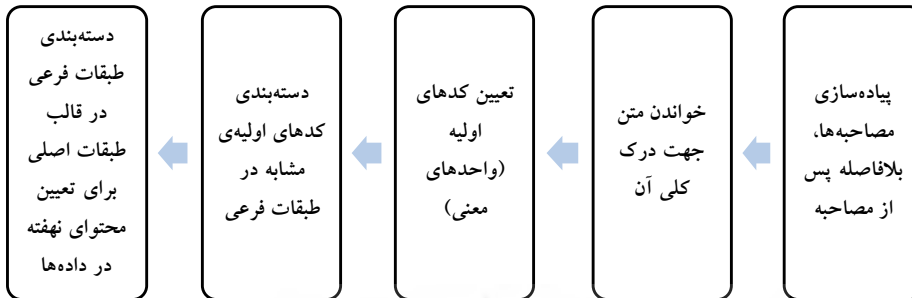 پیاده‌سازی
مصاحبه‌ها،
بلافاصله پس
از مصاحبه
خواندن متن
جهت درک
کلی آن
تعیین کدهای
اولیه
(واحدهای
معنی)
دسته‌بندی
کدهای اولیه‌ی
مشابه در
طبقات فرعی
دسته‌بندی
طبقات فرعی
در قالب
طبقات اصلی
برای تعیین
محتوای نهفته
در داده‌ها